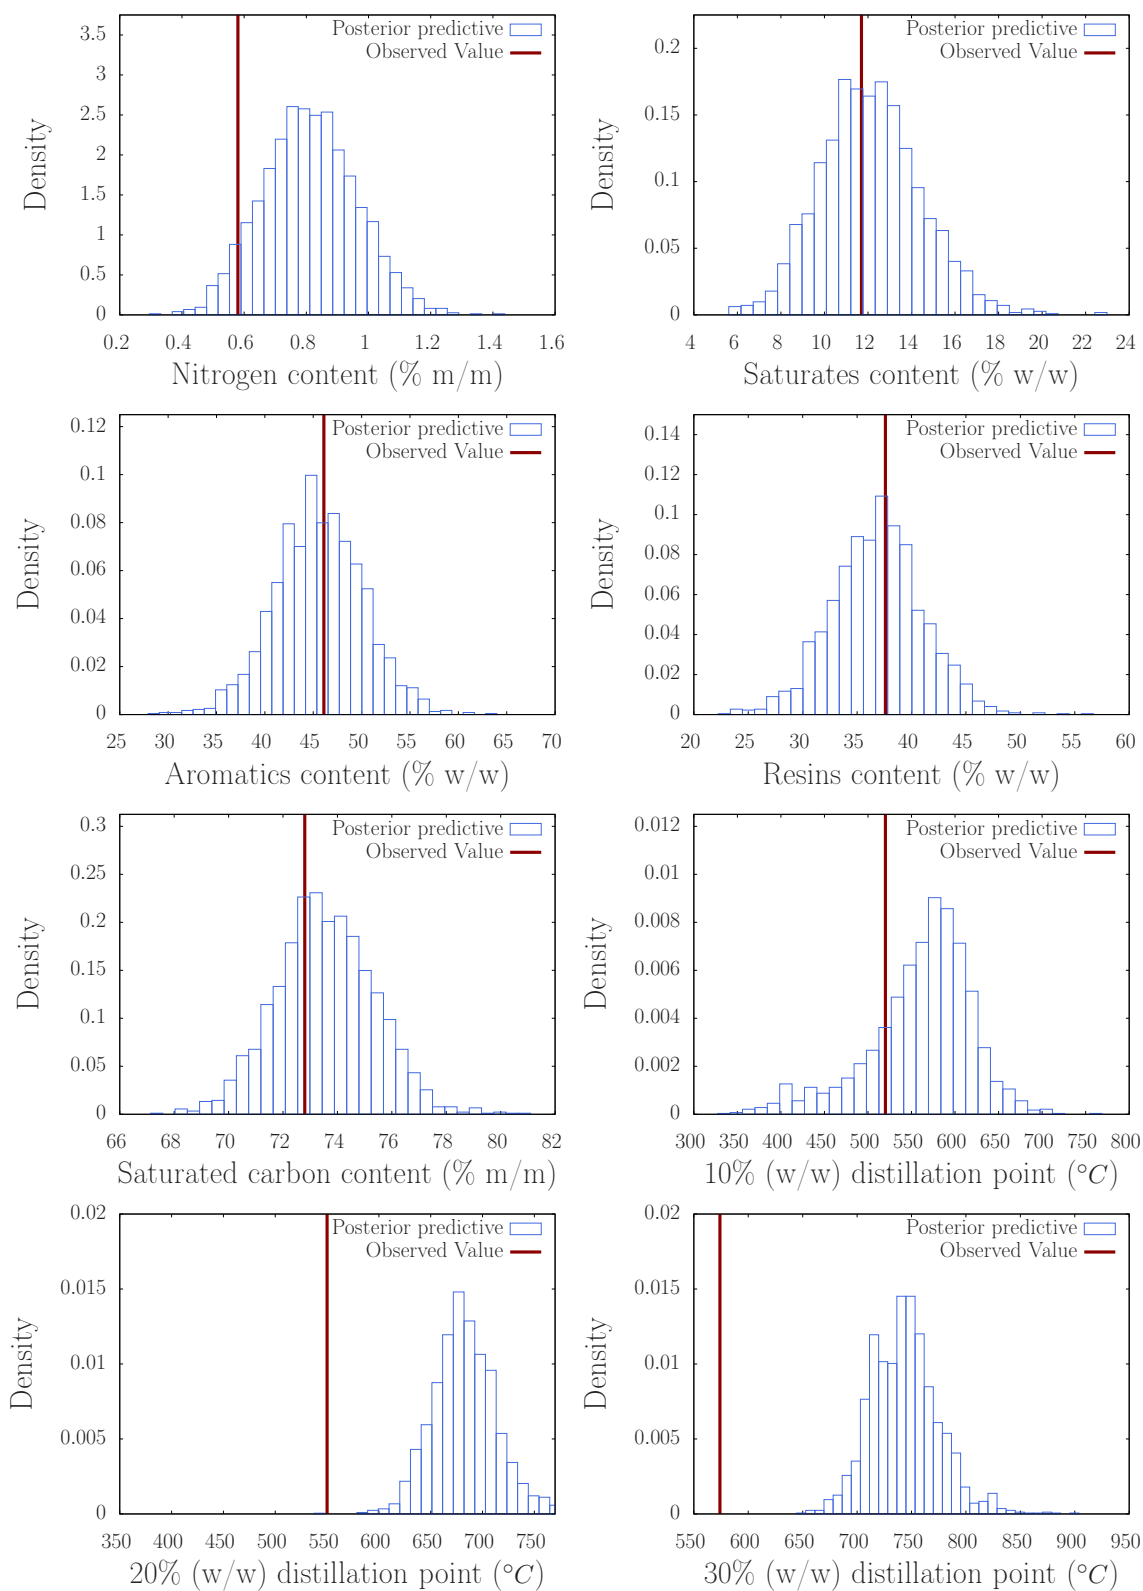 Posterior predictive
Observed Value
Density
3.5
3
2.5
2
1.5
1
0.5
0
0.2 0.4 0.6 0.8 1 1.2 1.4 1.6
Nitrogen content (% m/m)
Posterior predictive
Observed Value
Density
0.2
0.15
0.1
0.05
0
4 6 8 10 12 14 16 18 20 22 24
Saturates content (% w/w)
Posterior predictive
Observed Value
Density
0.12
0.1
0.08
0.06
0.04
0.02
0
25 30 35 40 45 50 55 60 65 70
Aromatics content (% w/w)
Posterior predictive
Observed Value
Density
0.14
0.12
0.1
0.08
0.06
0.04
0.02
0
20 25 30 35 40 45 50 55 60
Resins content (% w/w)
Posterior predictive
Observed Value
Density
0.3
0.25
0.2
0.15
0.1
0.05
0
66 68 70 72 74 76 78 80 82
Saturated carbon content (% m/m)
Posterior predictive
Observed Value
Density
0.012
0.01
0.008
0.006
0.004
0.002
0
300 350 400 450 500 550 600 650 700 750 800
10% (w/w) distillation point (°C)
Posterior predictive
Observed Value
Density
0.02
0.015
0.01
0.005
0
350 400 450 500 550 600 650 700 750
20% (w/w) distillation point (°C)
Posterior predictive
Observed Value
Density
0.02
0.015
0.01
0.005
0
550 600 650 700 750 800 850 900 950
30% (w/w) distillation point (°C)